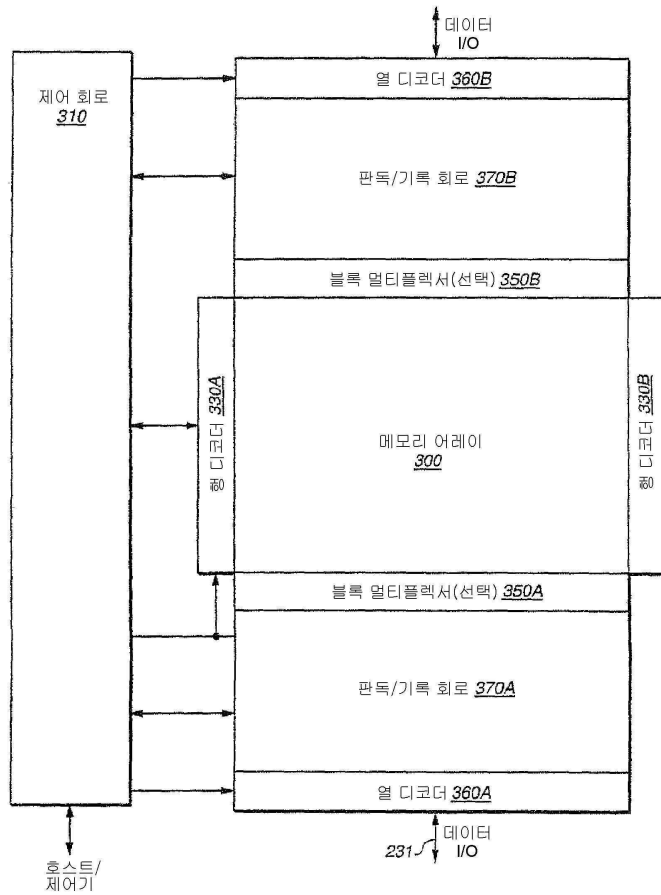 데이터
I/O
제어 회로
310
열 디코더 360B
판독/기록 회로 370B
블록 멀티플렉서(선택) 350B
행 디코더 330A
메모리 어레이
300
행 디코더 330B
블록 멀티플렉서(선택) 350A
판독/기록 회로 370A
열 디코더 360A
호스트/
제어기
231
데이터
I/O